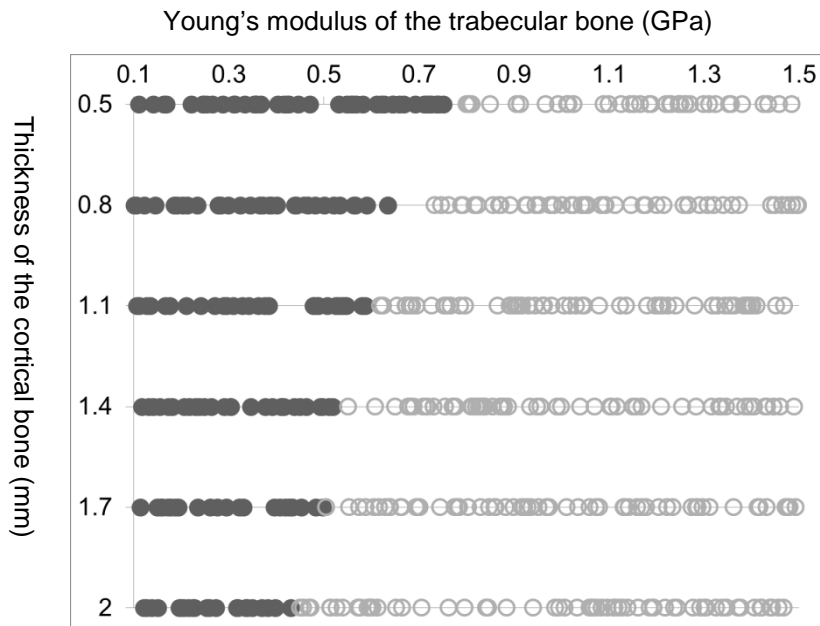 Young’s modulus of the trabecular bone (GPa)
0.1 0.3 0.5 0.7 0.9 1.1 1.3 1.5
Thickness of the cortical bone (mm)
0.5
0.8
1.1
1.4
1.7
2